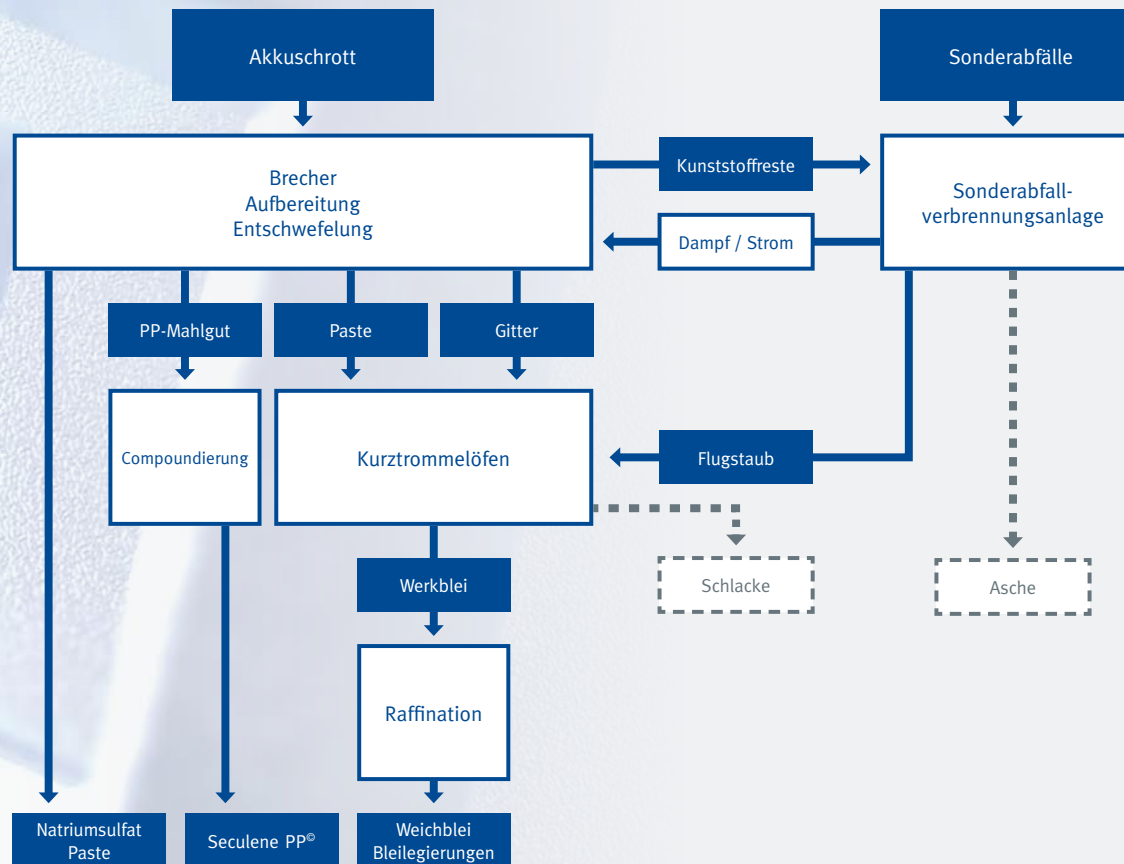 Akkuschrott
Sonderabfälle
Brecher
Aufbereitung
Entschwefelung
Kunststoffreste
Sonderabfall-
verbrennungsanlage
Dampf / Strom
PP-Mahlgut
Paste
Gitter
Compoundierung
Kurztrommelöfen
Flugstaub
Werkblei
Schlacke
Asche
Raffination
Natriumsulfat
Paste
Seculene PP©
Weichblei
Bleilegierungen